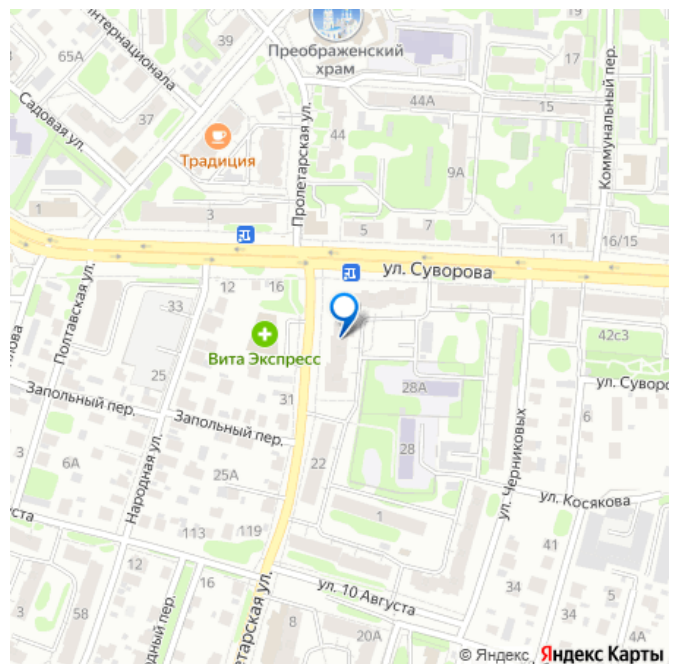 65А
Интернационала
39
Преображенский
храм
17
Коммунальный пер.
Садовая ул.
37
Традиция
Пролетарская ул.
44
44А
15
9А
1
3
5
7
11
16/15
ул. Суворова
Полтавская ул.
33
12
16
Вита Экспресс
42с3
25
Запольный пер.
Запольный пер.
31
28А
ул. Суворо
6
ул. Черниковых
3
6А
Народная ул.
25А
22
28
ул. Косякова
1
113
119
41
12
16
ул. 10 Августа
34
34
5
3
58
8
20А
4А
© Яндекс
Яндекс Карты